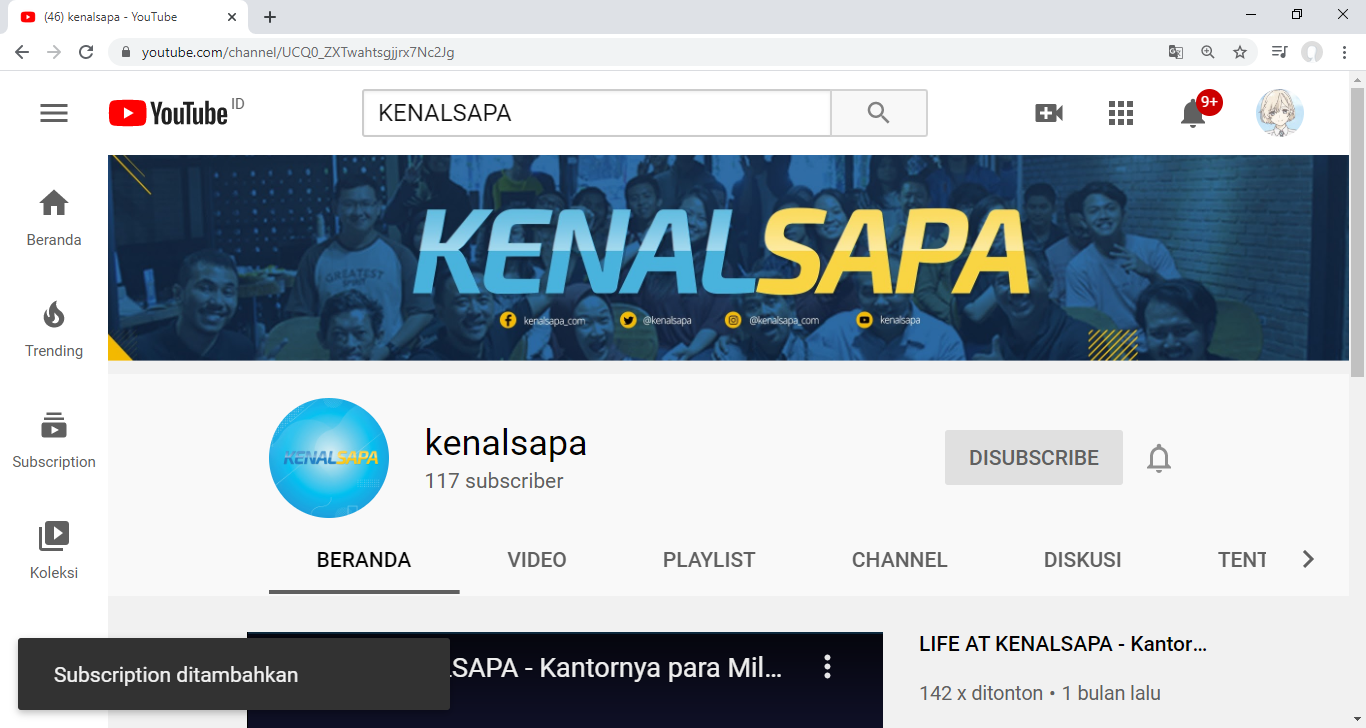 (46) kenalsapa - YouTube
youtube.com/channel/UCQ0_ZXTwahtsgjjrx7Nc2Jg
YouTube ID
KENALSAPA
9+
Beranda
Trending
Subscription
Koleksi
GREATEST
KENALSAPA
kenalsapa_com
@kenalsapa
@kenalsapa_com
kenalsapa
KENALSAPA
kenalsapa
117 subscriber
DISUBSCRIBE
BERANDA
VIDEO
PLAYLIST
CHANNEL
DISKUSI
TENT
LSAPA - Kantornya para Mil...
LIFE AT KENALSAPA - Kantor...
142 x ditonton • 1 bulan lalu
Subscription ditambahkan